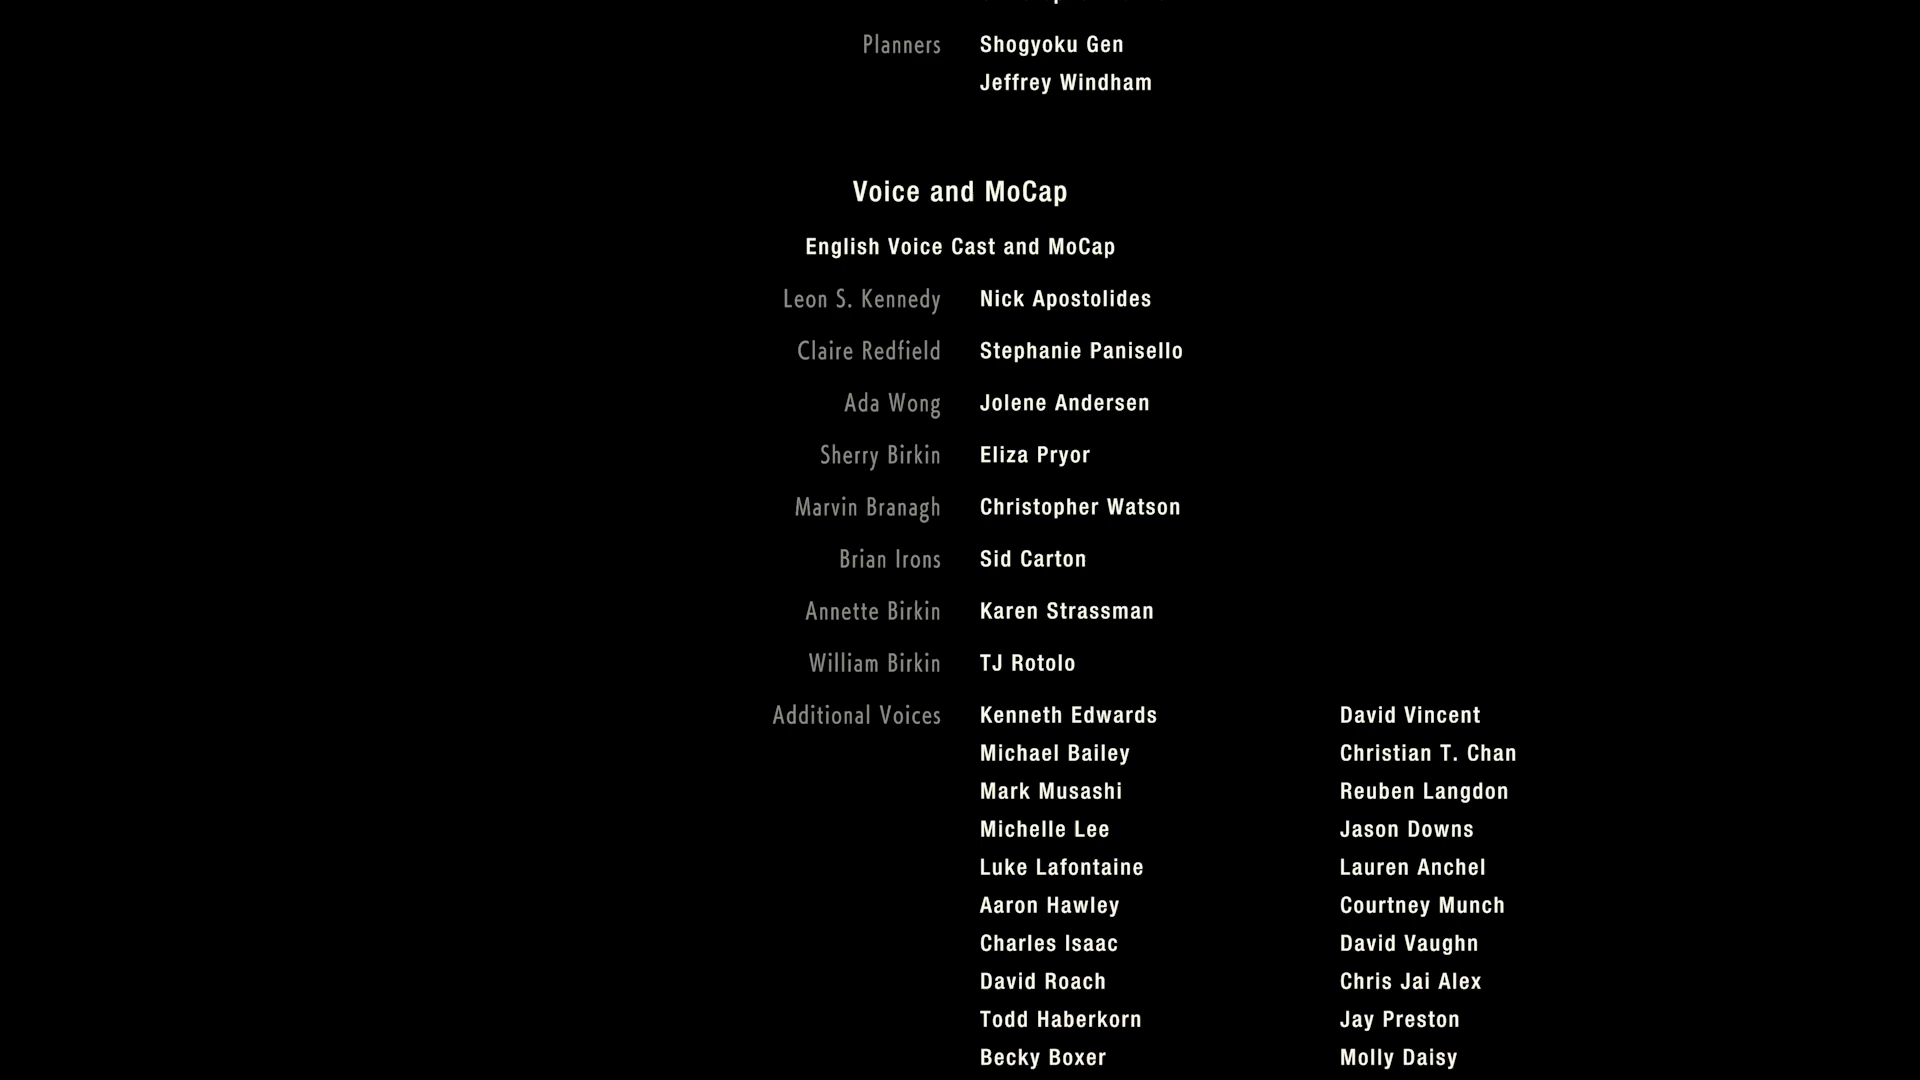 Planners Shogyoku Gen
Jeffrey Windham
Voice and MoCap
English Voice Cast and MoCap
Leon S. Kennedy Nick Apostolides
Claire Redfield Stephanie Panisello
Ada Wong Jolene Andersen
Sherry Birkin Eliza Pryor
Marvin Branagh Christopher Watson
Brian Irons Sid Carton
Annette Birkin Karen Strassman
William Birkin TJ Rotolo
Additional Voices Kenneth Edwards David Vincent
Michael Bailey Christian T. Chan
Mark Musashi Reuben Langdon
Michelle Lee Jason Downs
Luke Lafontaine Lauren Anchel
Aaron Hawley Courtney Munch
Charles Isaac David Vaughn
David Roach Chris Jai Alex
Todd Haberkorn Jay Preston
Becky Boxer Molly Daisy